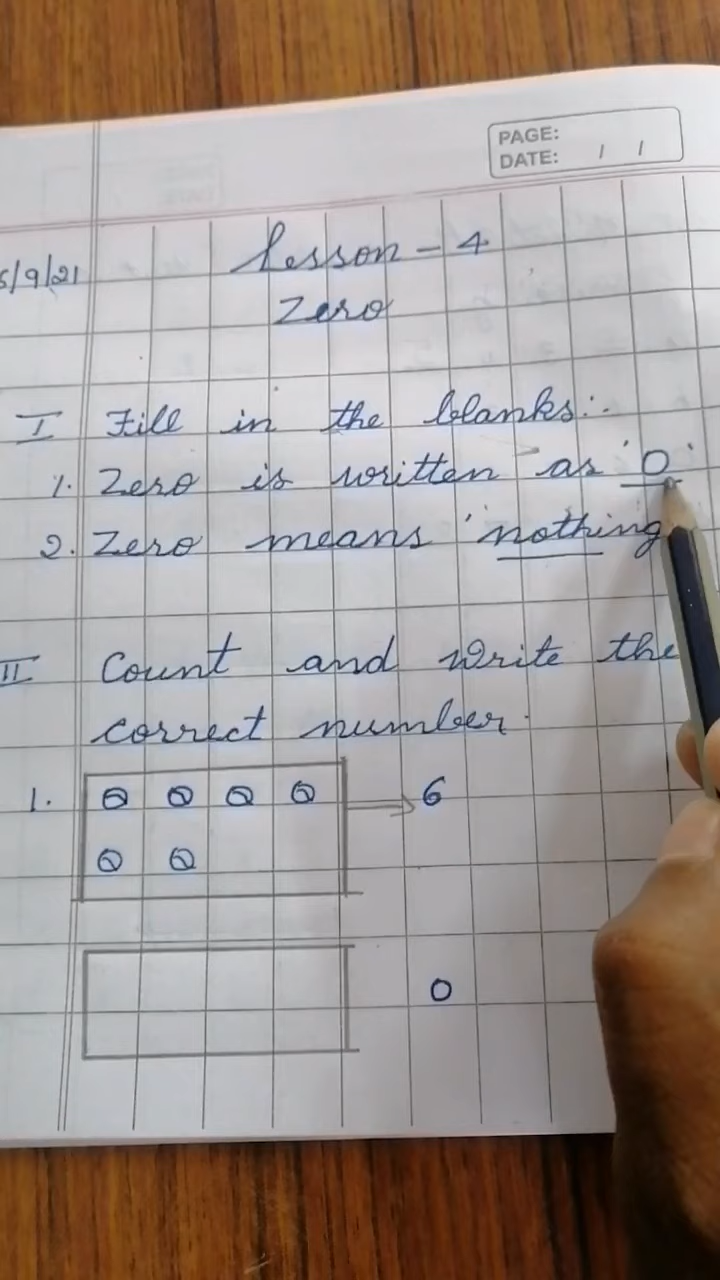 PAGE:
DATE: / /
5/9/21
Lesson - 4
Zero
I Fill in the blanks:.
1. Zero is written as '0'
2. Zero means 'nothing
II Count and write the
correct number.
1. 6
0